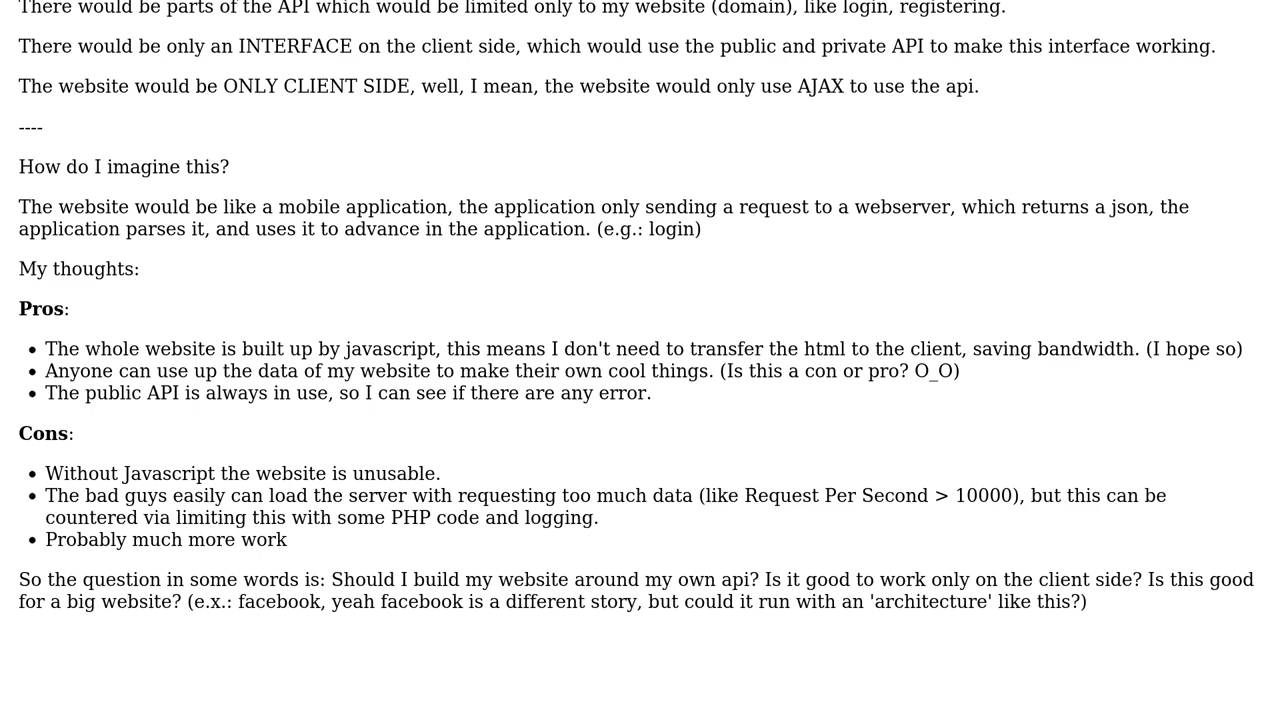 There would be parts of the API which would be limited only to my website (domain), like login, registering.
There would be only an INTERFACE on the client side, which would use the public and private API to make this interface working.
The website would be ONLY CLIENT SIDE, well, I mean, the website would only use AJAX to use the api.
----
How do I imagine this?
The website would be like a mobile application, the application only sending a request to a webserver, which returns a json, the
application parses it, and uses it to advance in the application. (e.g.: login)
My thoughts:
Pros:
• The whole website is built up by javascript, this means I don't need to transfer the html to the client, saving bandwidth. (I hope so)
• Anyone can use up the data of my website to make their own cool things. (Is this a con or pro? O_O)
• The public API is always in use, so I can see if there are any error.
Cons:
• Without Javascript the website is unusable.
• The bad guys easily can load the server with requesting too much data (like Request Per Second > 10000), but this can be
countered via limiting this with some PHP code and logging.
• Probably much more work
So the question in some words is: Should I build my website around my own api? Is it good to work only on the client side? Is this good
for a big website? (e.x.: facebook, yeah facebook is a different story, but could it run with an 'architecture' like this?)